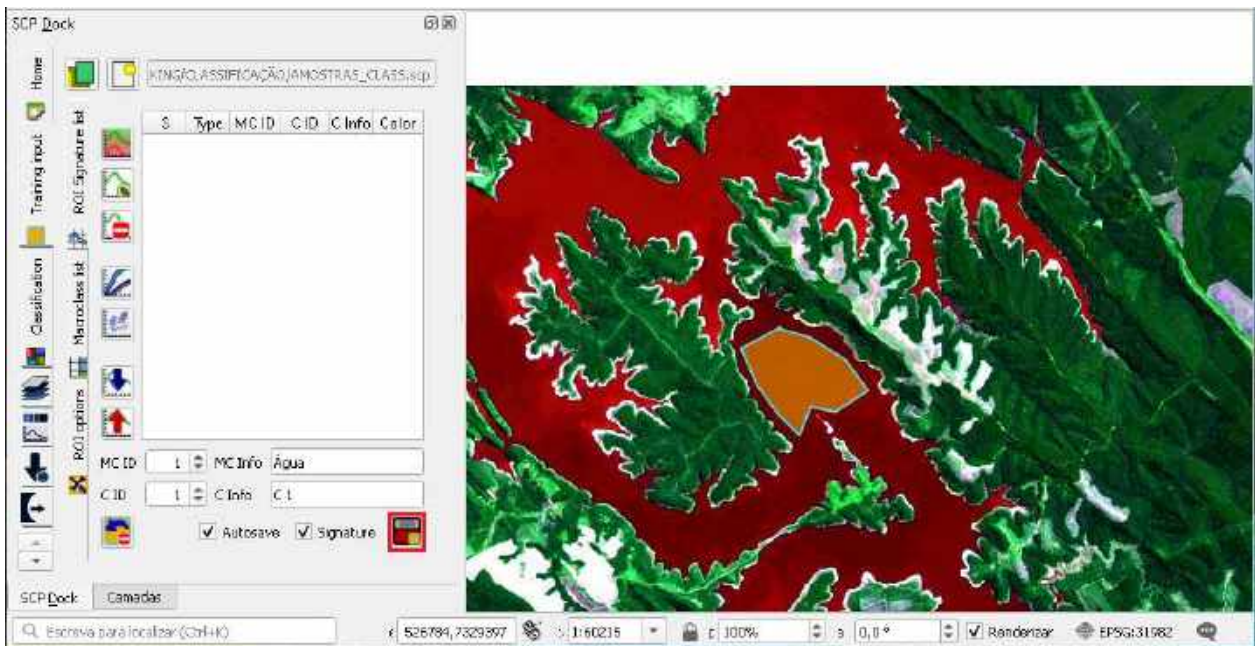 SCP Dock
Home
Training input
Classification
ROI Signature list
Macroclass list
ROI options
KING/CLASSIFICAÇÃO/AMOSTRAS_CLASS.scp
S Type MC ID C ID C Info Color
MC ID 1 MC Info Água
C ID 1 C Info C 1
Autosave Signature
SCP Dock Camadas
Escreva para localizar (Ctrl+K)
526784,7329397 1:60215 100% 0,0 ° Renderizar EPSG:31982